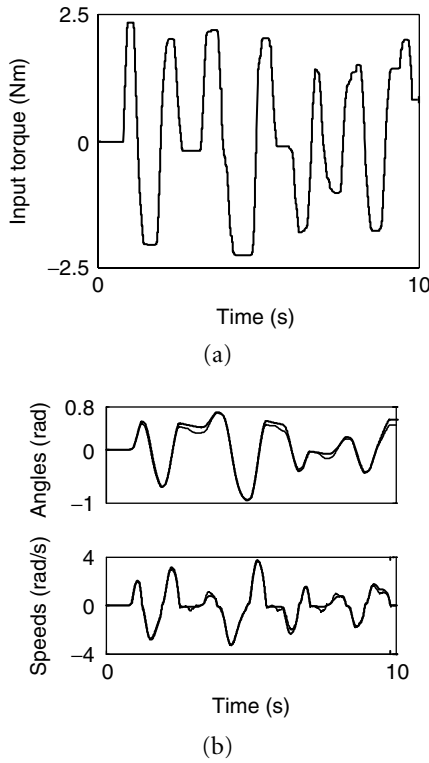 2.5
Input torque (Nm)
0
−2.5
0
10
Time (s)
(a)
0.8
Angles (rad)
0
−1
4
Speeds (rad/s)
0
−4
0
10
Time (s)
(b)